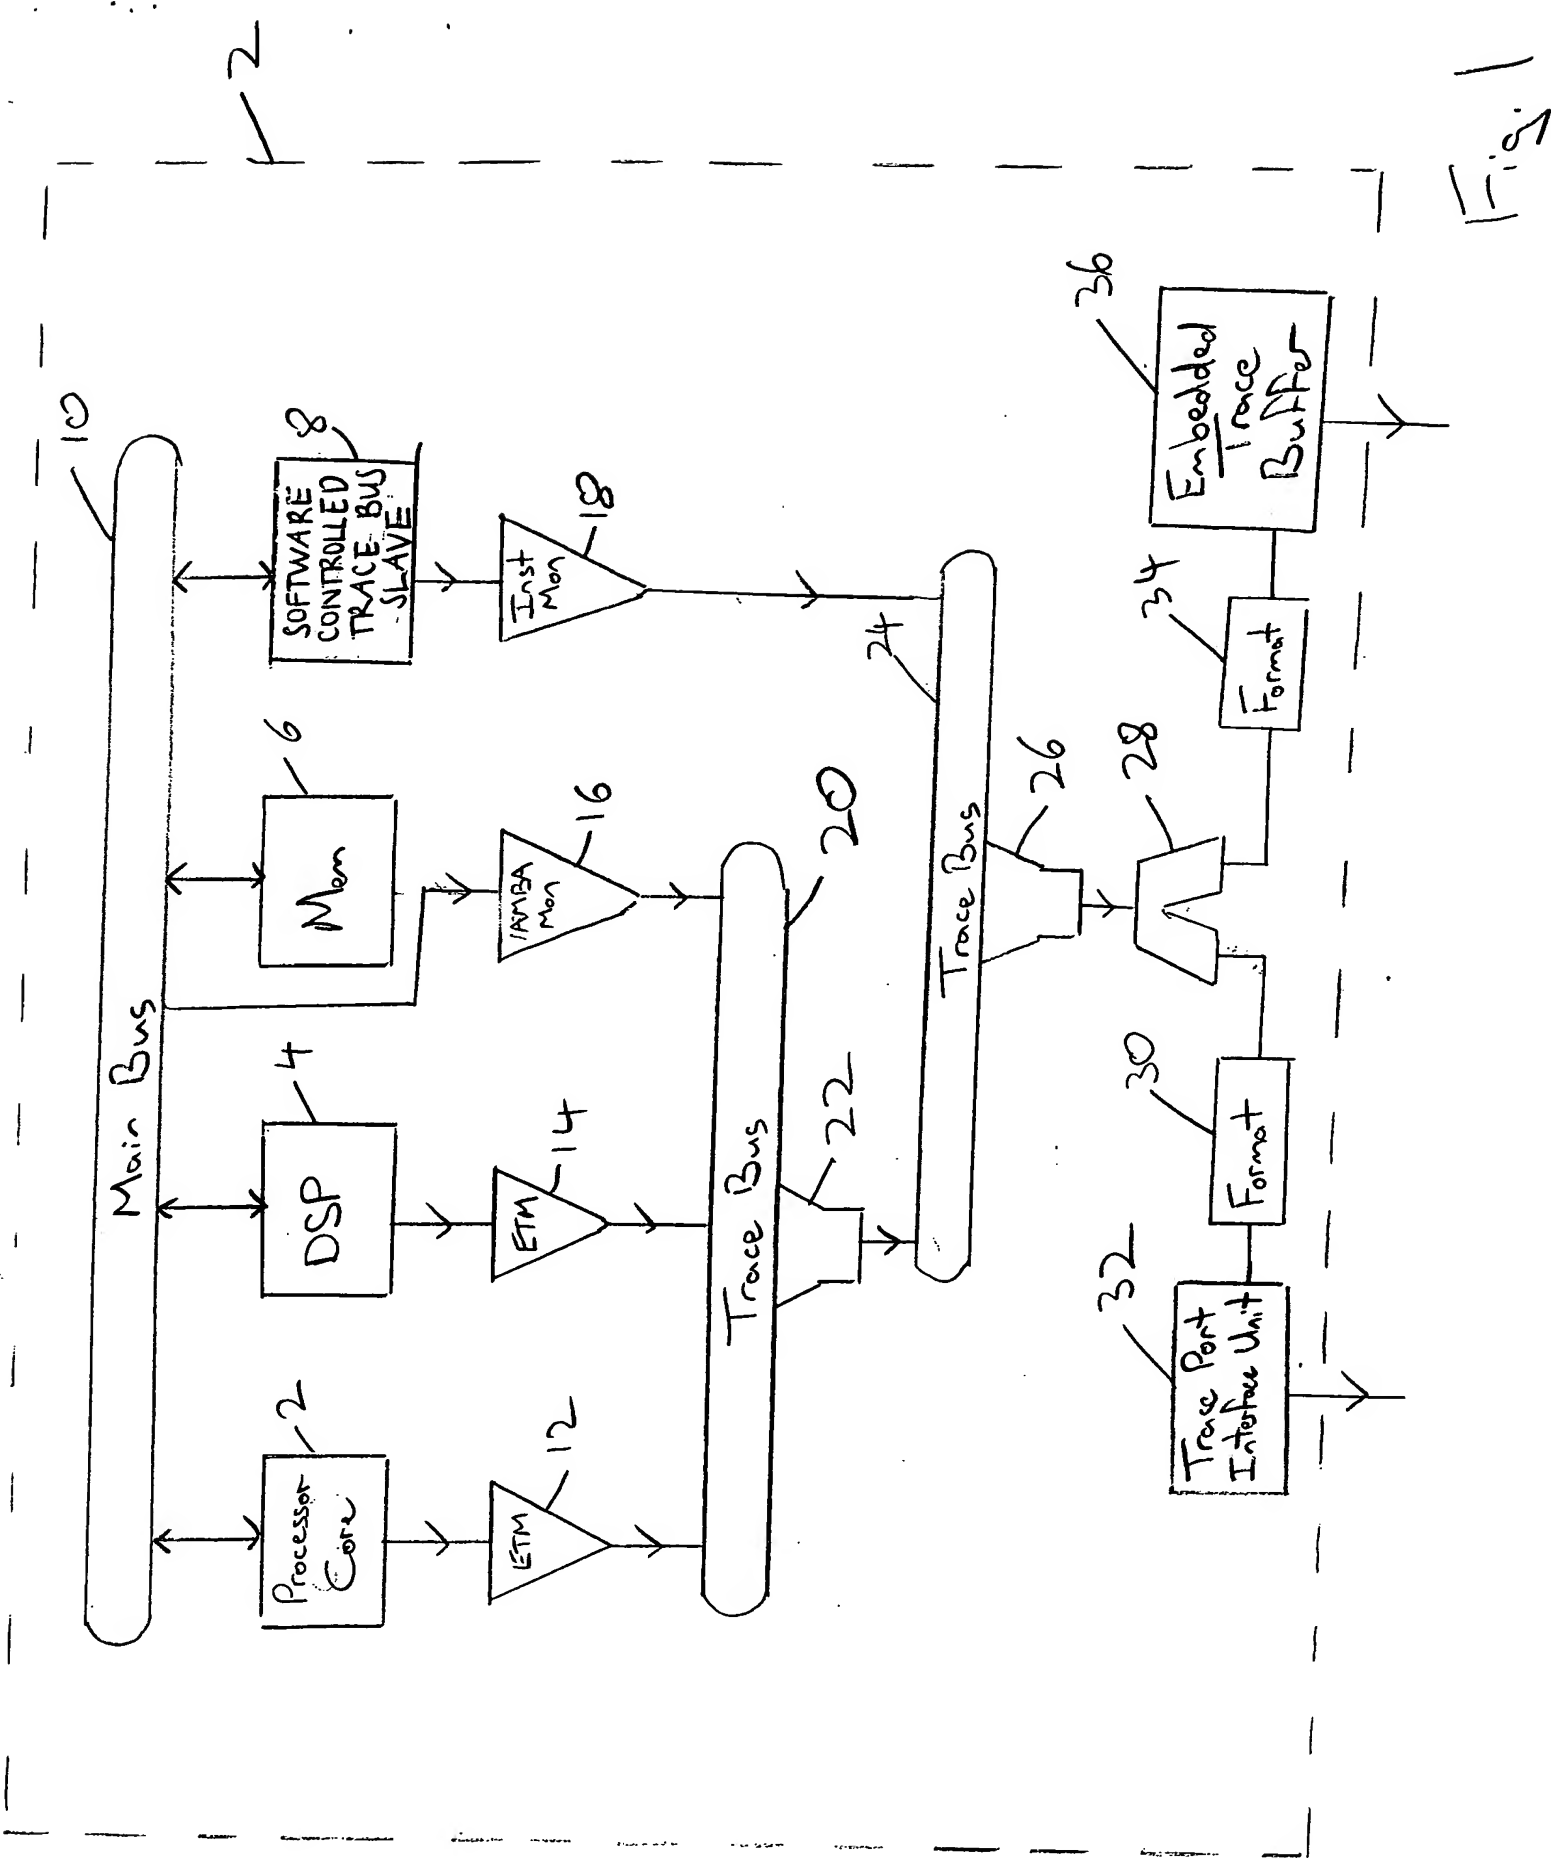 2
10
Main Bus
2
Processor
Core
4
DSP
6
Mem
8
SOFTWARE
CONTROLLED
TRACE BUS
SLAVE
12
ETM
14
ETM
16
AMBA
Mon
18
Inst
Mon
20
Trace Bus
22
24
Trace Bus
26
28
30
Format
32
Trace Port
Interface Unit
34
Format
36
Embedded
Trace
Buffer
Fig. 1